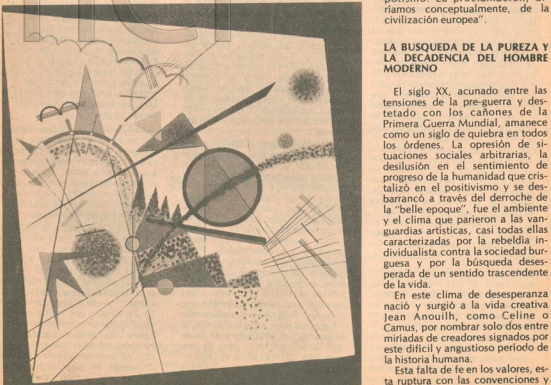 potismo. La proclamación, di-
ríamos conceptualmente, de la
civilización europea".
LA BUSQUEDA DE LA PUREZA Y
LA DECADENCIA DEL HOMBRE
MODERNO
El siglo XX, acunado entre las
tensiones de la pre-guerra y des-
tetado con los cañones de la
Primera Guerra Mundial, amanece
como un siglo de quiebra en todos
los órdenes. La opresión de si-
tuaciones sociales arbitrarias, la
desilusión en el sentimiento de
progreso de la humanidad que cris-
talizó en el positivismo y se des-
barrancó a través del derroche de
la "belle epoque", fue el ambiente
y el clima que parieron a las van-
guardias artísticas, casi todas ellas
caracterizadas por la rebeldía in-
dividualista contra la sociedad bur-
guesa y por la búsqueda deses-
perada de un sentido trascendente
de la vida.
En este clima de desesperanza
nació y surgió a la vida creativa
Jean Anouilh, como Celine o
Camus, por nombrar solo dos entre
miríadas de creadores signados por
este difícil y angustioso período de
la historia humana.
Esta falta de fe en los valores, es-
ta ruptura con las convenciones y